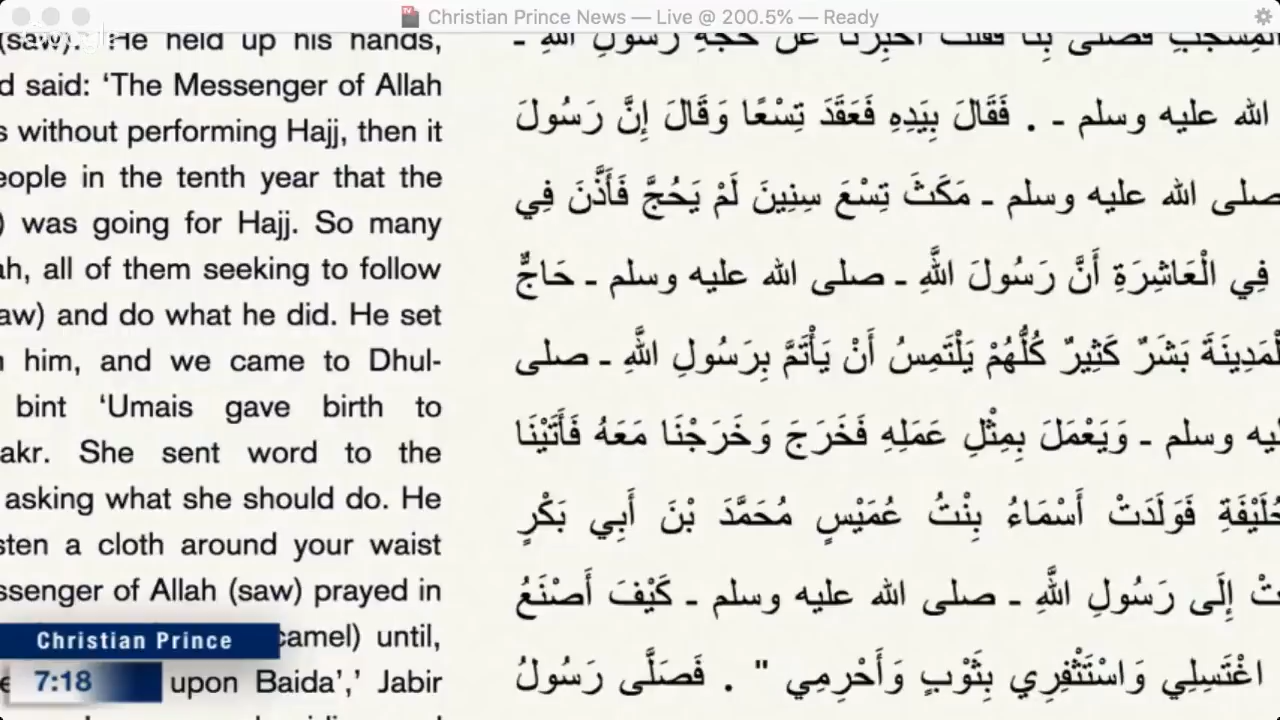 Christian Prince News — Live @ 200.5% — Ready
(saw). He held up his hands,
d said: ‘The Messenger of Allah
s without performing Hajj, then it
eople in the tenth year that the
) was going for Hajj. So many
ah, all of them seeking to follow
aw) and do what he did. He set
him, and we came to Dhul-
bint ‘Umais gave birth to
akr. She sent word to the
asking what she should do. He
sten a cloth around your waist
ssenger of Allah (saw) prayed in
camel) until,
upon Baida’,’ Jabir
الْمَسْجَبِ فَصَلَّى بِنَا فَقُلْتُ أَخْبِرْنَا عَنْ حَجَّةِ رَسُولِ اللَّهِ ـ
الله عليه وسلم ـ . فَقَالَ بِيَدِهِ فَعَقَدَ تِسْعًا وَقَالَ إِنَّ رَسُولَ
صلى الله عليه وسلم ـ مَكَثَ تِسْعَ سِنِينَ لَمْ يَحُجَّ فَأَذَّنَ فِي
فِي الْعَاشِرَةِ أَنَّ رَسُولَ اللَّهِ ـ صلى الله عليه وسلم ـ حَاجٌّ
لْمَدِينَةَ بَشَرٌ كَثِيرٌ كُلُّهُمْ يَلْتَمِسُ أَنْ يَأْتَمَّ بِرَسُولِ اللَّهِ ـ صلى
ليه وسلم ـ وَيَعْمَلَ بِمِثْلِ عَمَلِهِ فَخَرَجَ وَخَرَجْنَا مَعَهُ فَأَتَيْنَا
حُلَيْفَةِ فَوَلَدَتْ أَسْمَاءُ بِنْتُ عُمَيْسٍ مُحَمَّدَ بْنَ أَبِي بَكْرٍ
تْ إِلَى رَسُولِ اللَّهِ ـ صلى الله عليه وسلم ـ كَيْفَ أَصْنَعُ
اغْتَسِلِي وَاسْتَثْفِرِي بِثَوْبٍ وَأَحْرِمِي " . فَصَلَّى رَسُولُ
Christian Prince
7:18